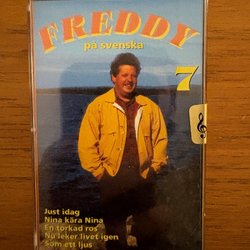 FREDDY
på svenska
7
Just idag
Nina kära Nina
En torkad ros
Nu leker livet igen
Som ett ljus